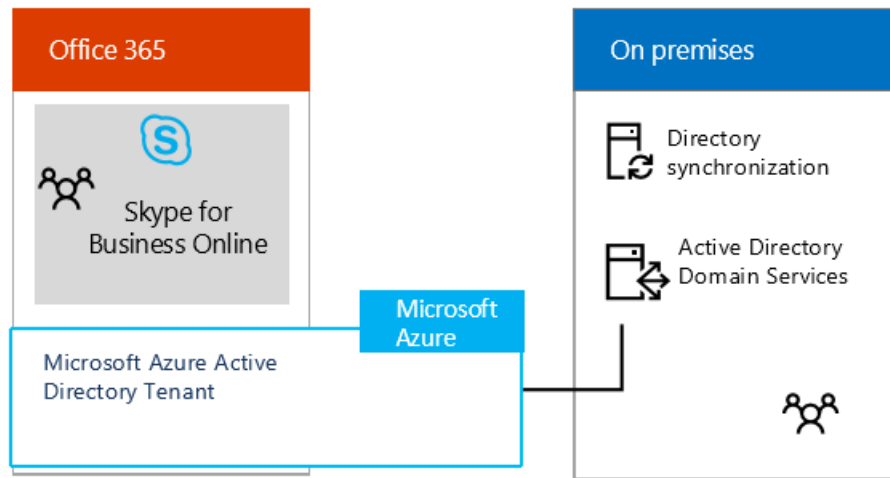 Office 365
S
Skype for
Business Online
Microsoft
Azure
Microsoft Azure Active
Directory Tenant
On premises
Directory
synchronization
Active Directory
Domain Services